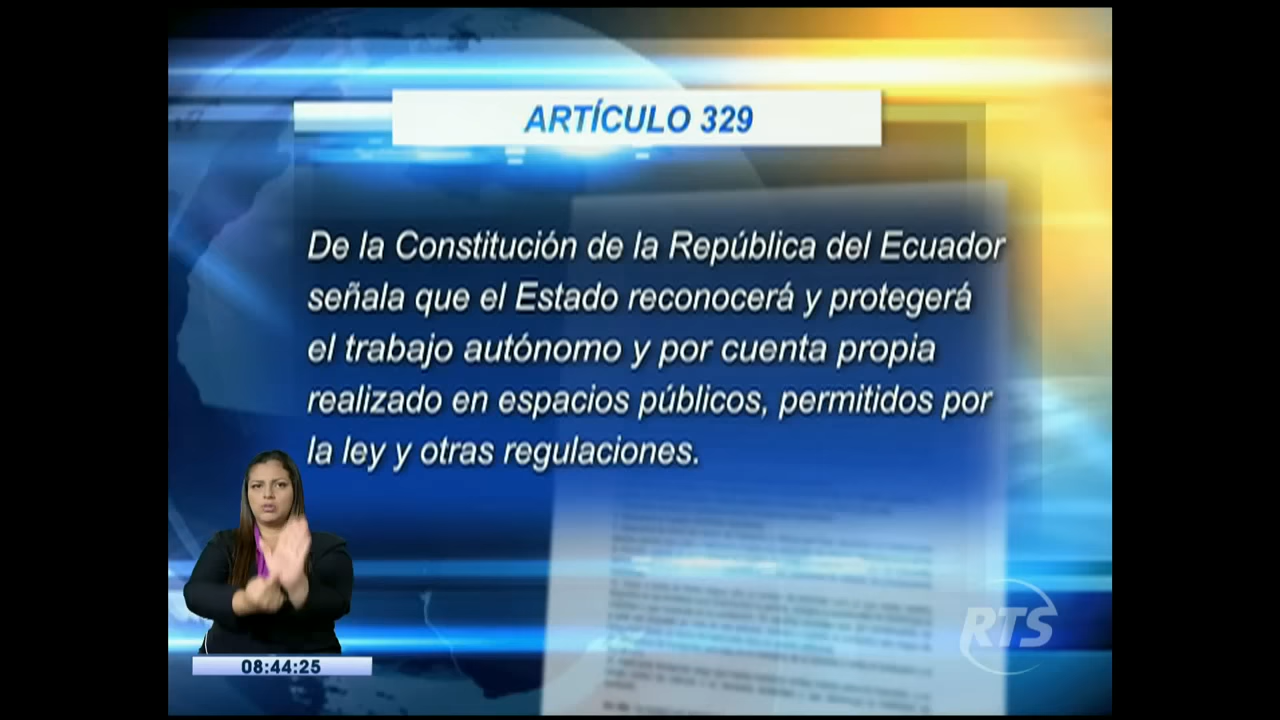 ARTÍCULO 329
De la Constitución de la República del Ecuador
señala que el Estado reconocerá y protegerá
el trabajo autónomo y por cuenta propia
realizado en espacios públicos, permitidos por
la ley y otras regulaciones.
RTS
08:44:25